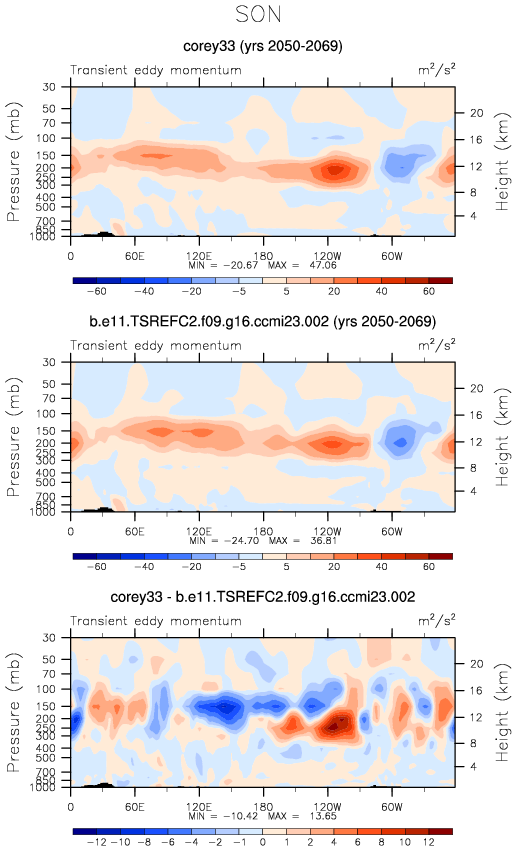 SON
corey33 (yrs 2050-2069)
Transient eddy momentum m²/s²
30
50
70
100
150
200
250
300
400
500
700
850
1000
Pressure (mb)
20
16
12
8
4
Height (km)
0 60E 120E 180 120W 60W
MIN = -20.67 MAX = 47.06
-60 -40 -20 -5 5 20 40 60
b.e11.TSREFC2.f09.g16.ccmi23.002 (yrs 2050-2069)
Transient eddy momentum m²/s²
30
50
70
100
150
200
250
300
400
500
700
850
1000
Pressure (mb)
20
16
12
8
4
Height (km)
0 60E 120E 180 120W 60W
MIN = -24.70 MAX = 36.81
-60 -40 -20 -5 5 20 40 60
corey33 - b.e11.TSREFC2.f09.g16.ccmi23.002
Transient eddy momentum m²/s²
30
50
70
100
150
200
250
300
400
500
700
850
1000
Pressure (mb)
20
16
12
8
4
Height (km)
0 60E 120E 180 120W 60W
MIN = -10.42 MAX = 13.65
-12 -10 -8 -6 -4 -2 -1 0 1 2 4 6 8 10 12